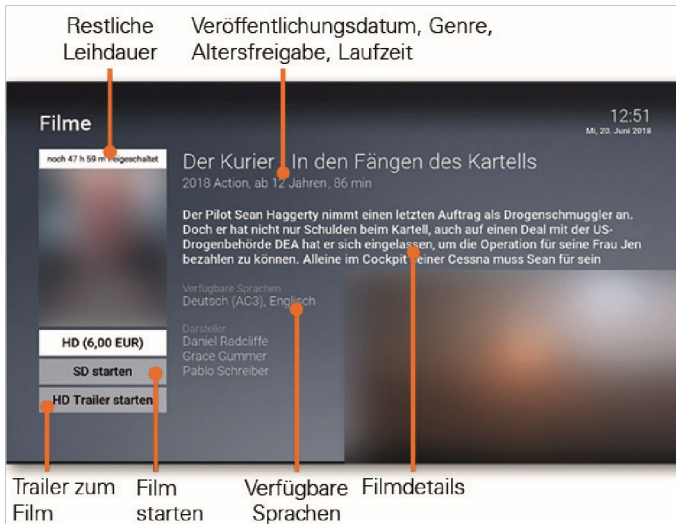 Restliche
Leihdauer
Veröffentlichungsdatum, Genre,
Altersfreigabe, Laufzeit
Filme
12:51
Mi, 20. Juni 2018
noch 47 h 59 m eigeschaltet
Der Kurier In den Fängen des Kartells
2018 Action, ab 12 Jahren, 86 min
Der Pilot Sean Haggerty nimmt einen letzten Auftrag als Drogenschmuggler an.
Doch er hat nicht nur Schulden beim Kartell, auch auf einen Deal mit der US-
Drogenbehörde DEA hat er sich eingelassen, um die Operation für seine Frau Jen
bezahlen zu können. Alleine im Cockpit seiner Cessna muss Sean für sein
Verfügbare Sprachen
Deutsch (AC3), Englisch
Darsteller
Daniel Radcliffe
Grace Gummer
Pablo Schreiber
HD (6,00 EUR)
SD starten
HD Trailer starten
Trailer zum
Film
Film
starten
Verfügbare
Sprachen
Filmdetails